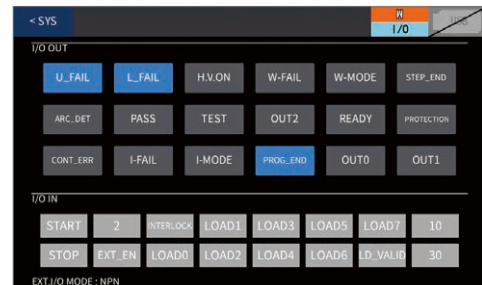 < SYS
I/O USB
I/O OUT
U_FAIL L_FAIL H.V.ON W-FAIL W-MODE STEP_END
ARC_DET PASS TEST OUT2 READY PROTECTION
CONT_ERR I-FAIL I-MODE PROG_END OUT0 OUT1
I/O IN
START 2 INTERLOCK LOAD1 LOAD3 LOAD5 LOAD7 10
STOP EXT_EN LOAD0 LOAD2 LOAD4 LOAD6 LD_VALID 30
EXT.I/O MODE : NPN